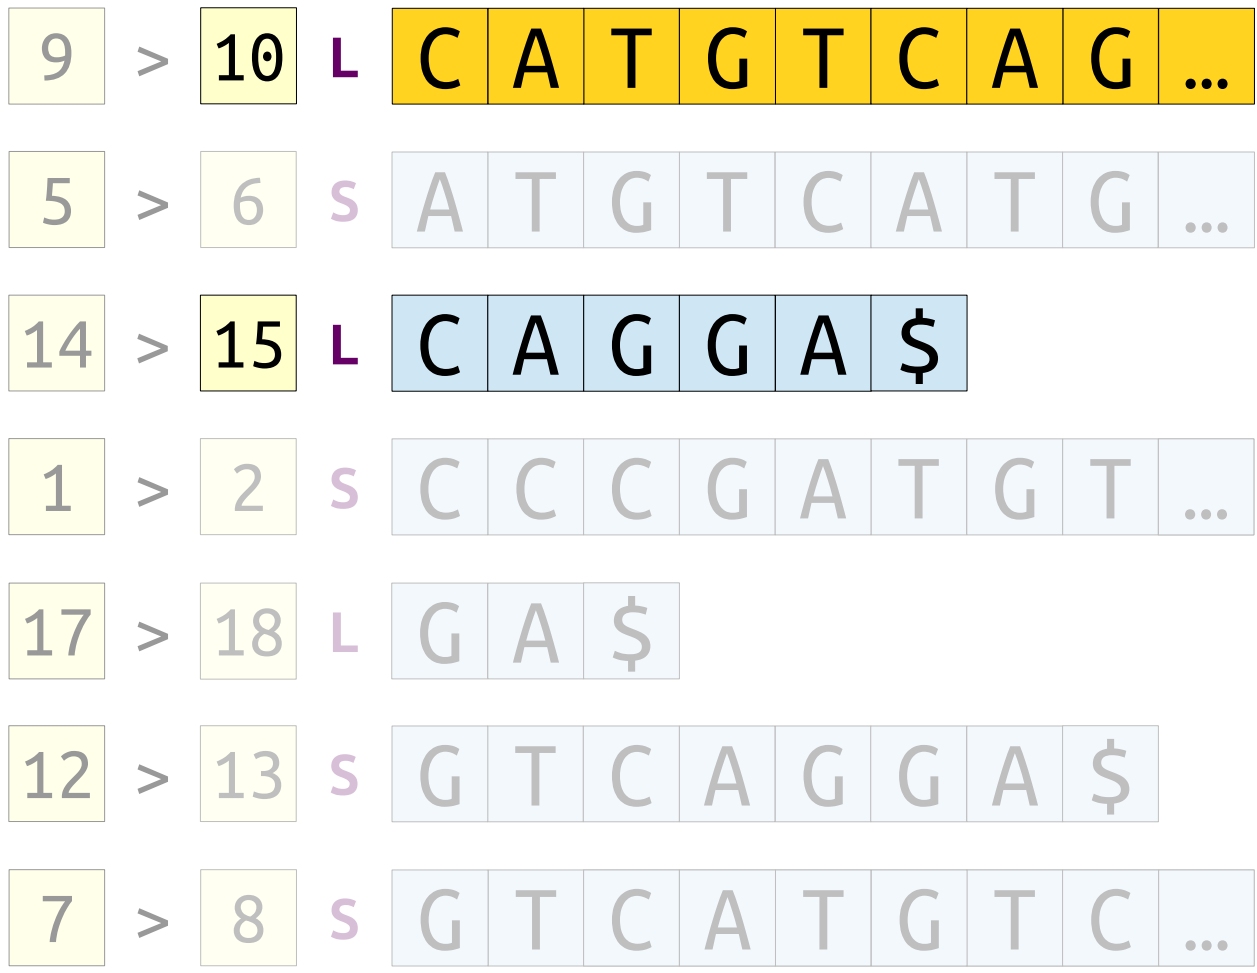 9 > 10 L C A T G T C A G ...
5 > 6 S A T G T C A T G ...
14 > 15 L C A G G A $
1 > 2 S C C C G A T G T ...
17 > 18 L G A $
12 > 13 S G T C A G G A $
7 > 8 S G T C A T G T C ...